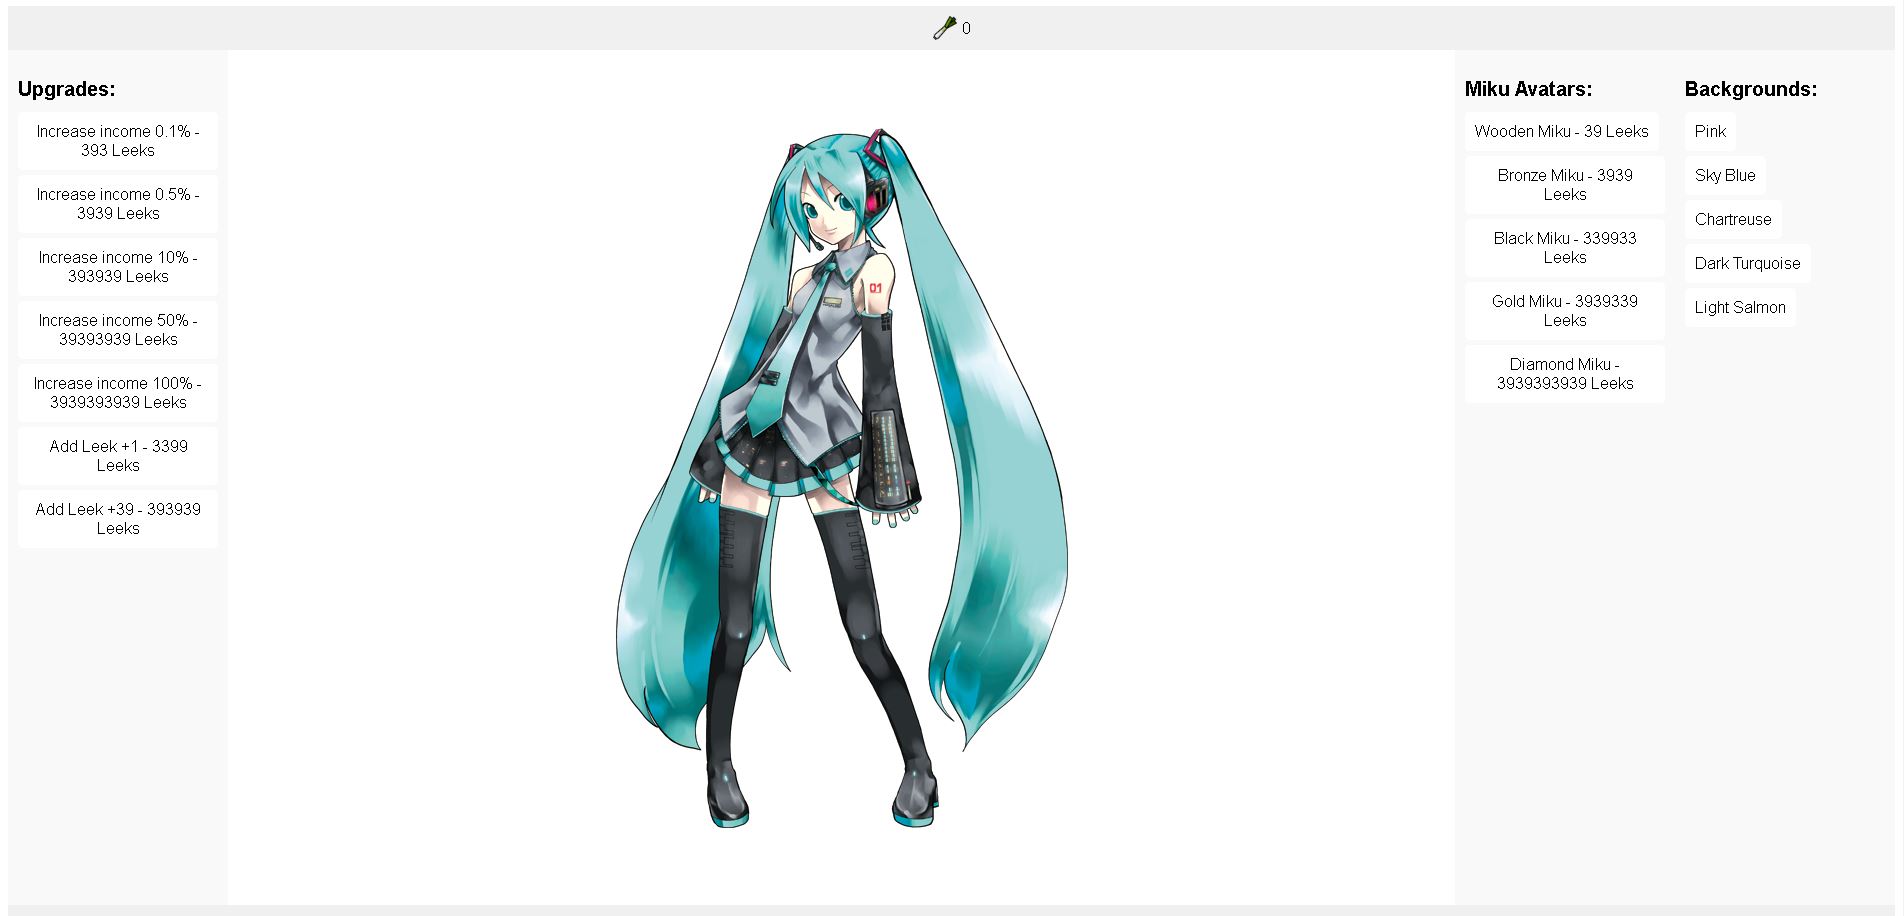 0
Upgrades:
Increase income 0.1% -
393 Leeks
Increase income 0.5% -
3939 Leeks
Increase income 10% -
393939 Leeks
Increase income 50% -
39393939 Leeks
Increase income 100% -
3939393939 Leeks
Add Leek +1 - 3399
Leeks
Add Leek +39 - 393939
Leeks
01
Miku Avatars:
Wooden Miku - 39 Leeks
Bronze Miku - 3939
Leeks
Black Miku - 339933
Leeks
Gold Miku - 3939339
Leeks
Diamond Miku -
3939393939 Leeks
Backgrounds:
Pink
Sky Blue
Chartreuse
Dark Turquoise
Light Salmon